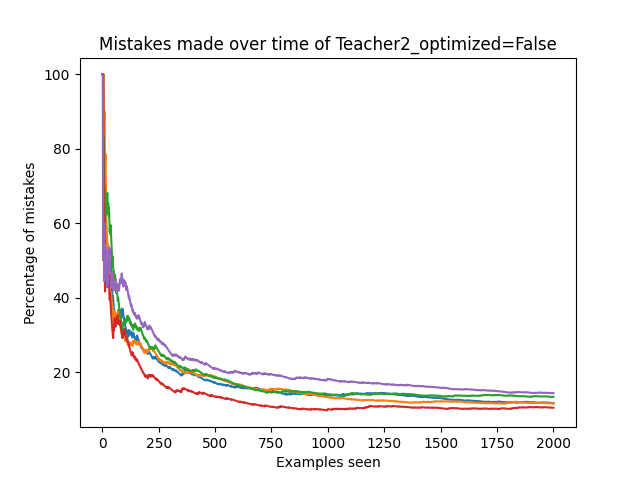 Mistakes made over time of Teacher2_optimized=False
100
80
60
40
20
Percentage of mistakes
0 250 500 750 1000 1250 1500 1750 2000
Examples seen